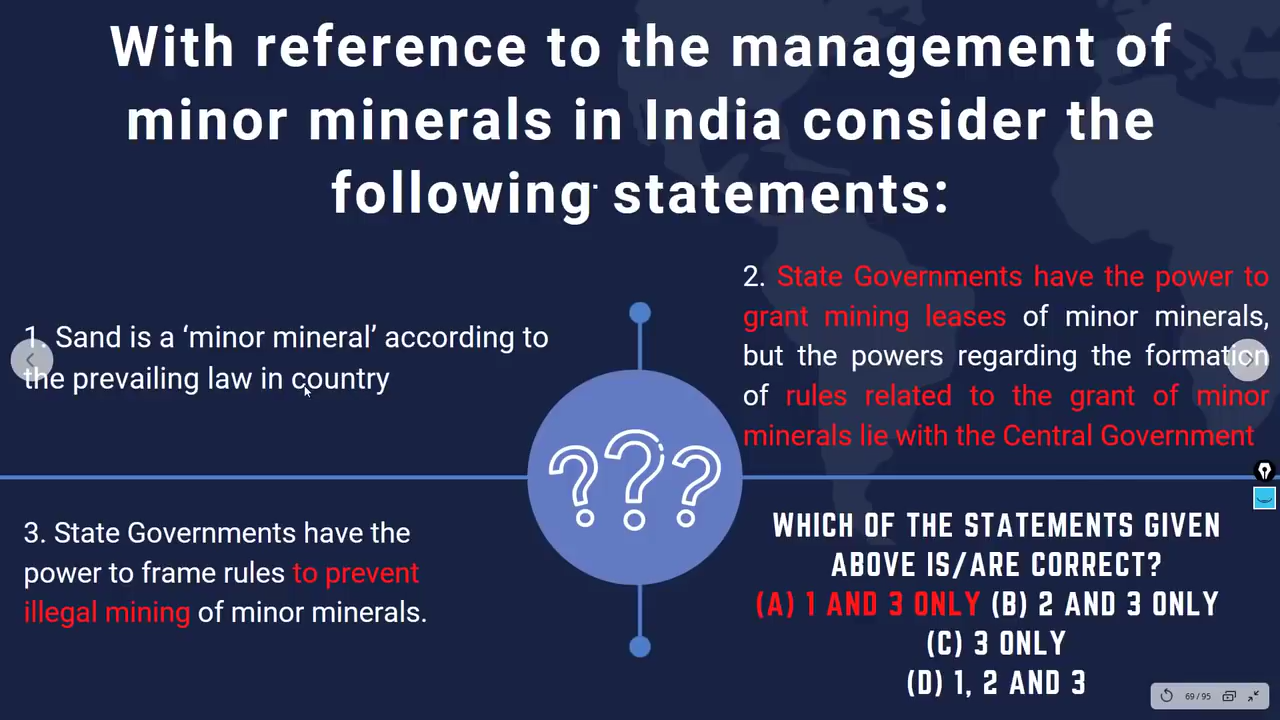 With reference to the management of
minor minerals in India consider the
following statements:
1. Sand is a ‘minor mineral’ according to
the prevailing law in country
2. State Governments have the power to
grant mining leases of minor minerals,
but the powers regarding the formation
of rules related to the grant of minor
minerals lie with the Central Government
3. State Governments have the
power to frame rules to prevent
illegal mining of minor minerals.
???
WHICH OF THE STATEMENTS GIVEN
ABOVE IS/ARE CORRECT?
(A) 1 AND 3 ONLY (B) 2 AND 3 ONLY
(C) 3 ONLY
(D) 1, 2 AND 3
69 / 95